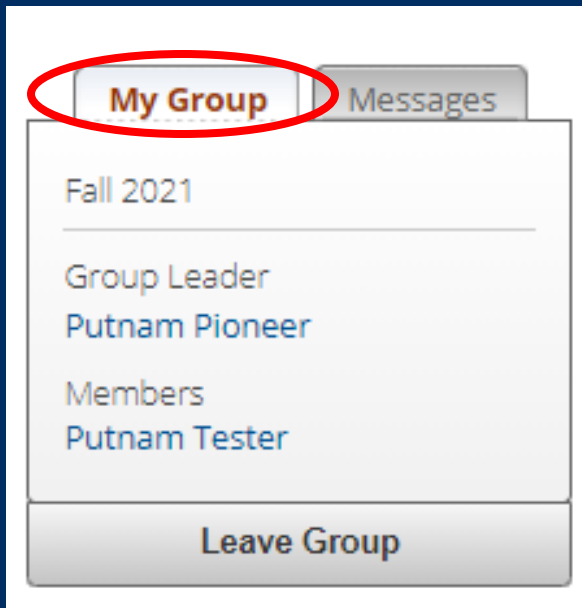 My Group Messages
Fall 2021
Group Leader
Putnam Pioneer
Members
Putnam Tester
Leave Group